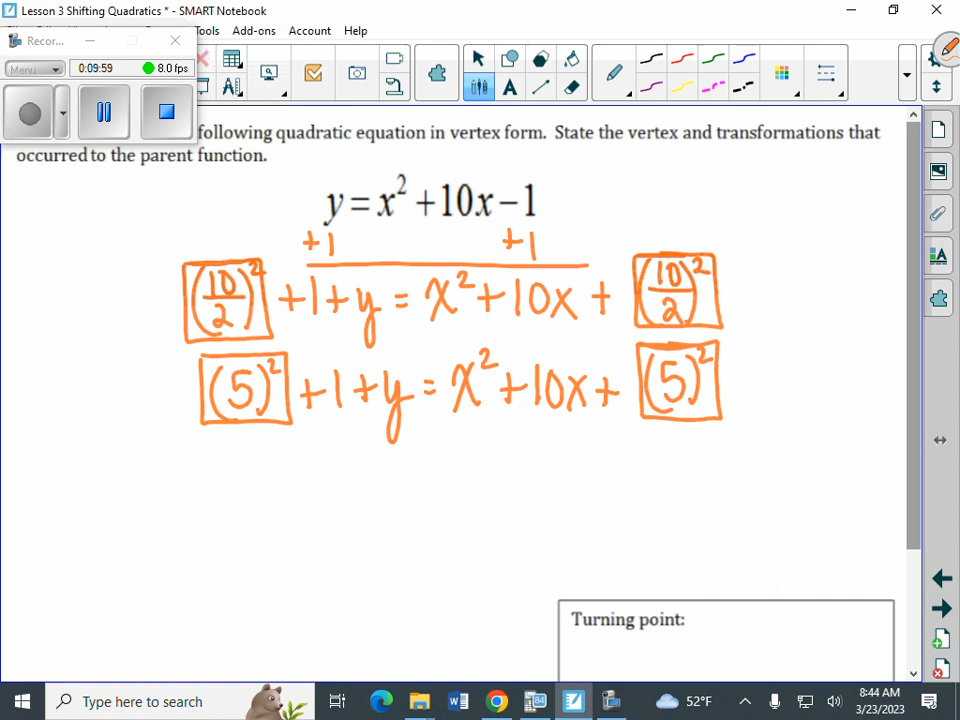 Lesson 3 Shifting Quadratics * - SMART Notebook
Recor...
Tools Add-ons Account Help
Menu 0:09:59 8.0 fps
following quadratic equation in vertex form. State the vertex and transformations that
occurred to the parent function.
y = x² + 10x − 1
+1 +1
(10/2)² + 1 + y = x² + 10x + (10/2)²
(5)² + 1 + y = x² + 10x + (5)²
Turning point:
Type here to search
52°F
8:44 AM
3/23/2023